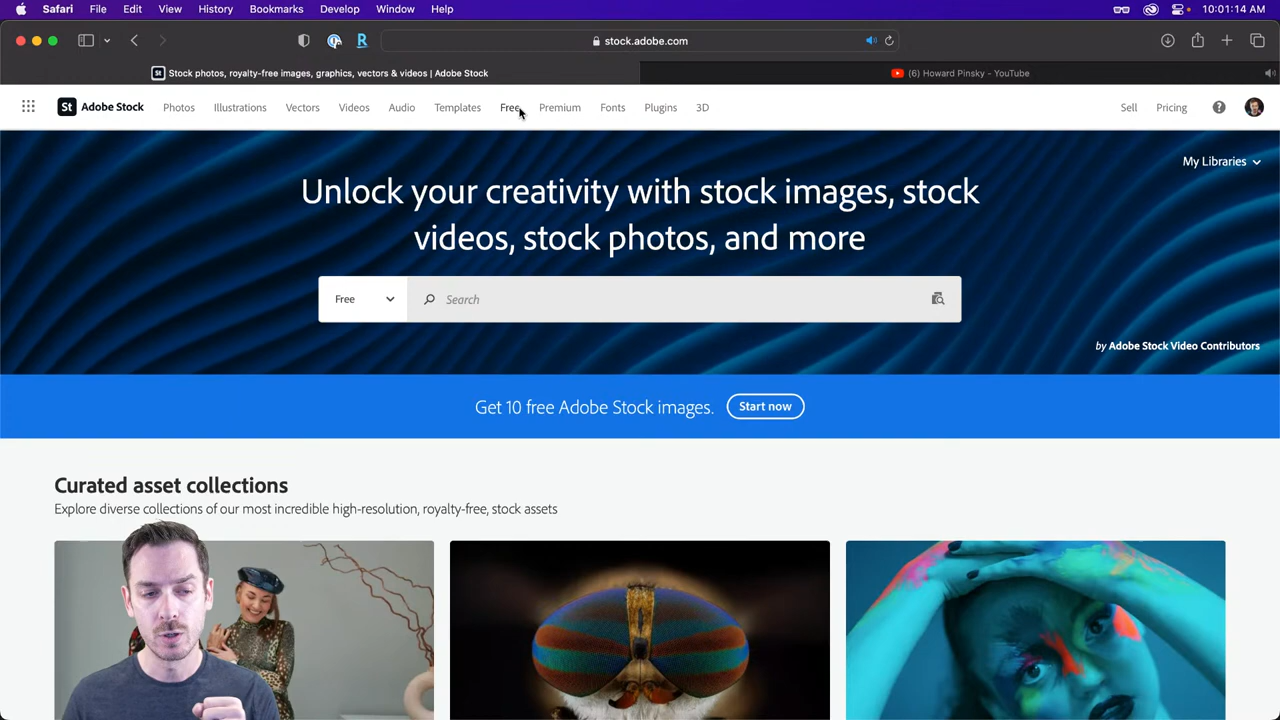 Safari File Edit View History Bookmarks Develop Window Help 10:01:14 AM
stock.adobe.com
Stock photos, royalty-free images, graphics, vectors & videos | Adobe Stock
(6) Howard Pinsky - YouTube
St Adobe Stock Photos Illustrations Vectors Videos Audio Templates Free Premium Fonts Plugins 3D Sell Pricing
My Libraries
Unlock your creativity with stock images, stock
videos, stock photos, and more
Free Search
by Adobe Stock Video Contributors
Get 10 free Adobe Stock images. Start now
Curated asset collections
Explore diverse collections of our most incredible high-resolution, royalty-free, stock assets